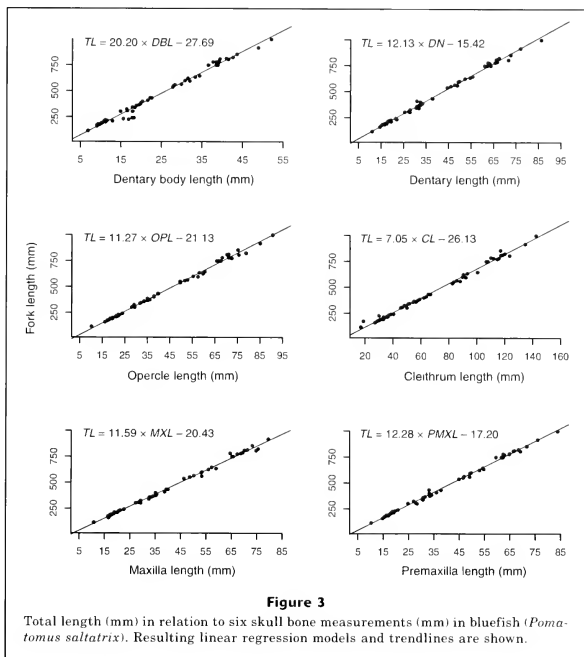 TL = 20.20 × DBL – 27.69
TL = 12.13 × DN – 15.42
750
500
250
5 15 25 35 45 55
Dentary body length (mm)
750
500
250
5 15 25 35 45 55 65 75 85 95
Dentary length (mm)
Fork length (mm)
TL = 11.27 × OPL – 21 13
TL = 7.05 × CL – 26.13
750
500
250
5 15 25 35 45 55 65 75 85 95
Opercle length (mm)
750
500
250
20 40 60 80 100 120 140 160
Cleithrum length (mm)
TL = 11.59 × MXL – 20.43
TL = 12.28 × PMXL – 17.20
750
500
250
5 15 25 35 45 55 65 75 85
Maxilla length (mm)
750
500
250
5 15 25 35 45 55 65 75 85
Premaxilla length (mm)
Figure 3
Total length (mm) in relation to six skull bone measurements (mm) in bluefish (Poma-
tomus saltatrix). Resulting linear regression models and trendlines are shown.